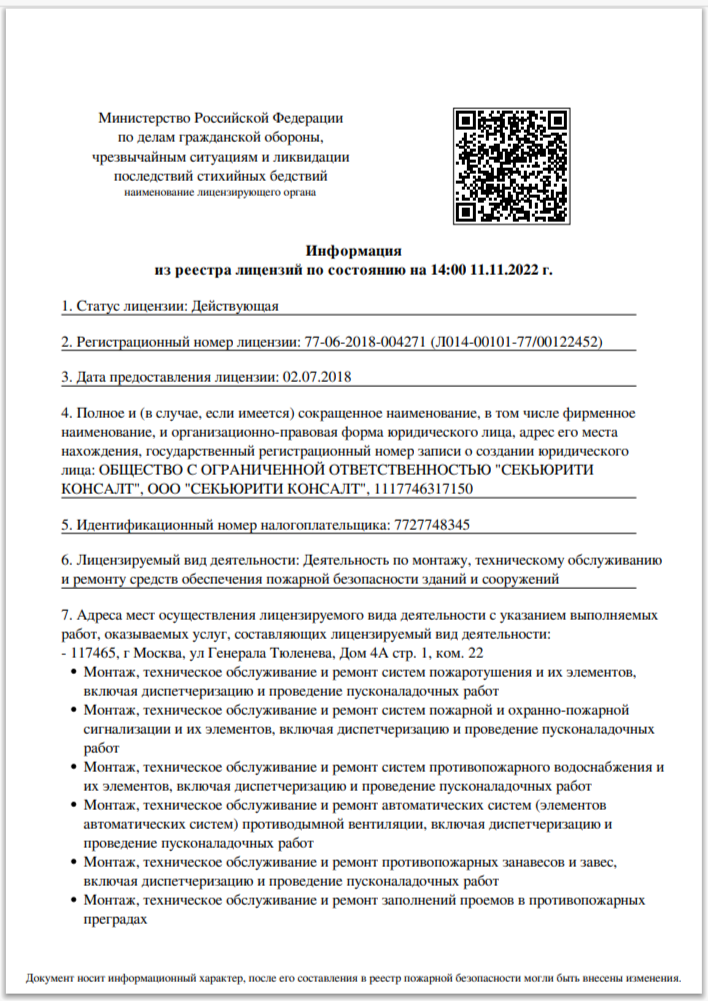 Министерство Российской Федерации
по делам гражданской обороны,
чрезвычайным ситуациям и ликвидации
последствий стихийных бедствий
наименование лицензирующего органа
Информация
из реестра лицензий по состоянию на 14:00 11.11.2022 г.
1. Статус лицензии: Действующая
2. Регистрационный номер лицензии: 77-06-2018-004271 (Л014-00101-77/00122452)
3. Дата предоставления лицензии: 02.07.2018
4. Полное и (в случае, если имеется) сокращенное наименование, в том числе фирменное
наименование, и организационно-правовая форма юридического лица, адрес его места
нахождения, государственный регистрационный номер записи о создании юридического
лица: ОБЩЕСТВО С ОГРАНИЧЕННОЙ ОТВЕТСТВЕННОСТЬЮ "СЕКЬЮРИТИ
КОНСАЛТ", ООО "СЕКЬЮРИТИ КОНСАЛТ", 1117746317150
5. Идентификационный номер налогоплательщика: 7727748345
6. Лицензируемый вид деятельности: Деятельность по монтажу, техническому обслуживанию
и ремонту средств обеспечения пожарной безопасности зданий и сооружений
7. Адреса мест осуществления лицензируемого вида деятельности с указанием выполняемых
работ, оказываемых услуг, составляющих лицензируемый вид деятельности:
- 117465, г Москва, ул Генерала Тюленева, Дом 4А стр. 1, ком. 22
• Монтаж, техническое обслуживание и ремонт систем пожаротушения и их элементов,
включая диспетчеризацию и проведение пусконаладочных работ
• Монтаж, техническое обслуживание и ремонт систем пожарной и охранно-пожарной
сигнализации и их элементов, включая диспетчеризацию и проведение пусконаладочных
работ
• Монтаж, техническое обслуживание и ремонт систем противопожарного водоснабжения и
их элементов, включая диспетчеризацию и проведение пусконаладочных работ
• Монтаж, техническое обслуживание и ремонт автоматических систем (элементов
автоматических систем) противодымной вентиляции, включая диспетчеризацию и
проведение пусконаладочных работ
• Монтаж, техническое обслуживание и ремонт противопожарных занавесов и завес,
включая диспетчеризацию и проведение пусконаладочных работ
• Монтаж, техническое обслуживание и ремонт заполнений проемов в противопожарных
преградах
Документ носит информационный характер, после его составления в реестр пожарной безопасности могли быть внесены изменения.